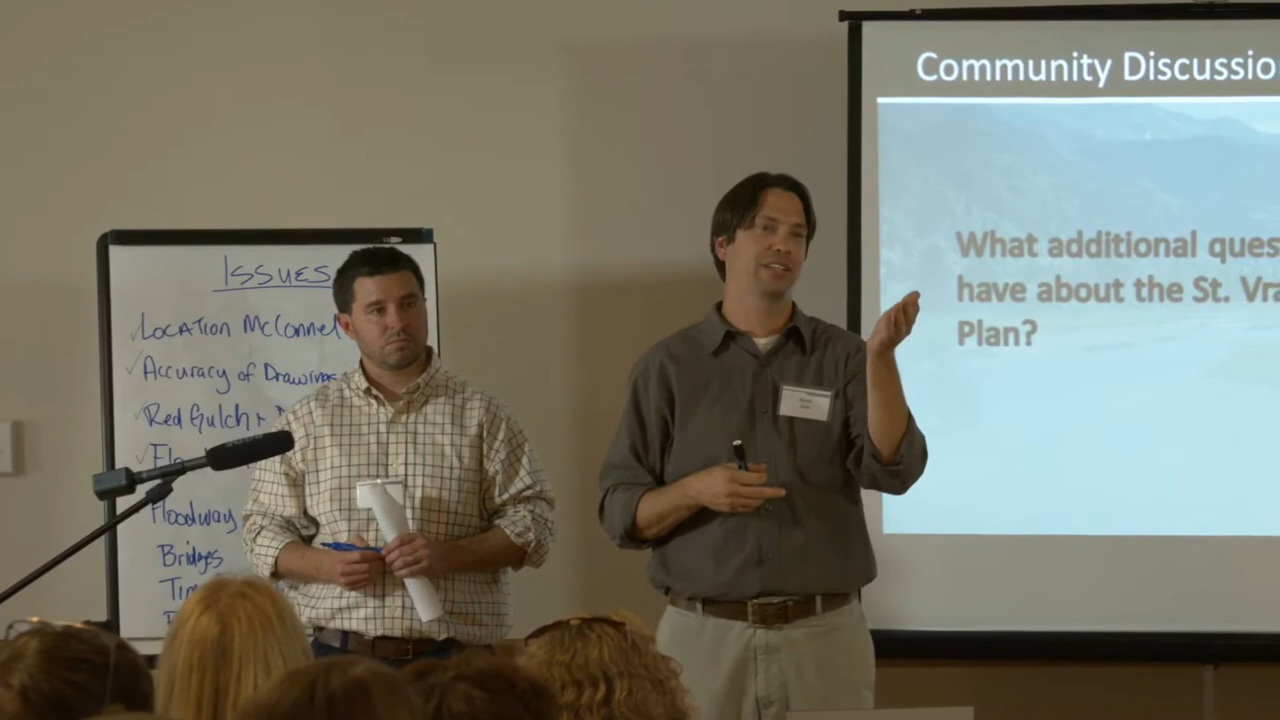 Issues
Location McConnel
Accuracy of Drawings
Red Gulch +
Floodway
Bridges
Community Discussio
What additional ques
have about the St. Vra
Plan?